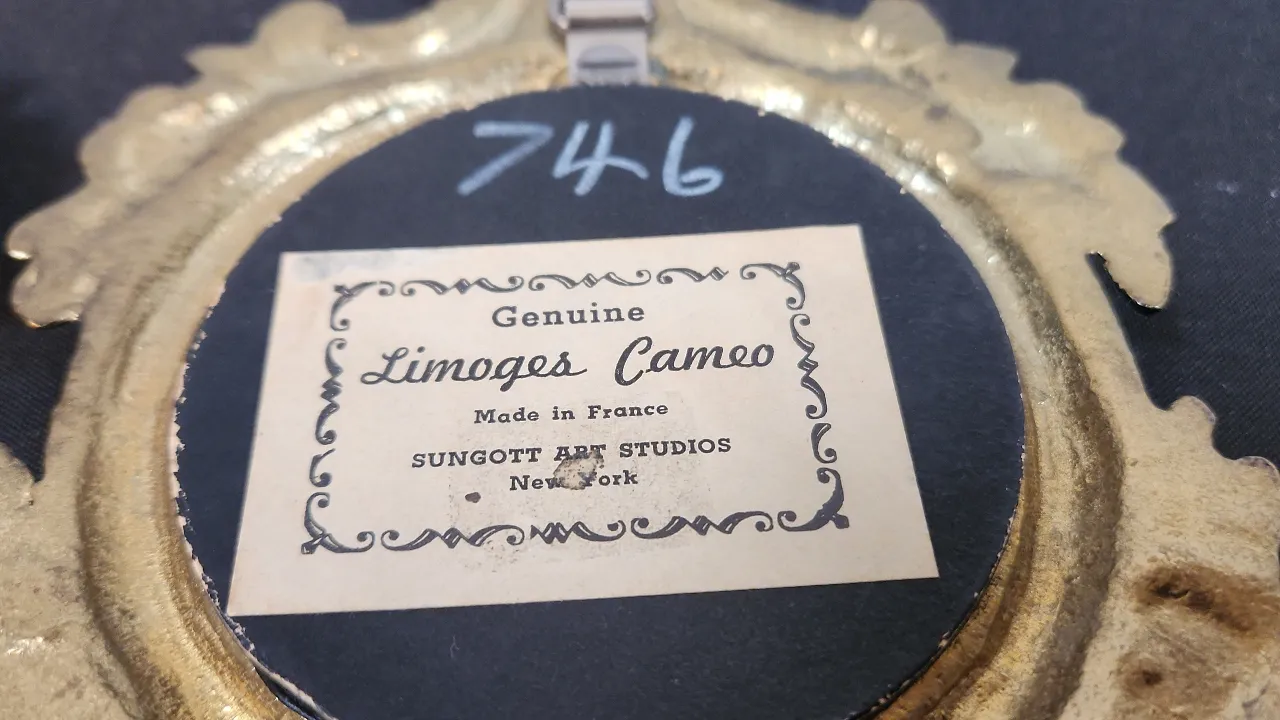 746
Genuine
Limoges Cameo
Made in France
SUNGOTT ART STUDIOS
New York